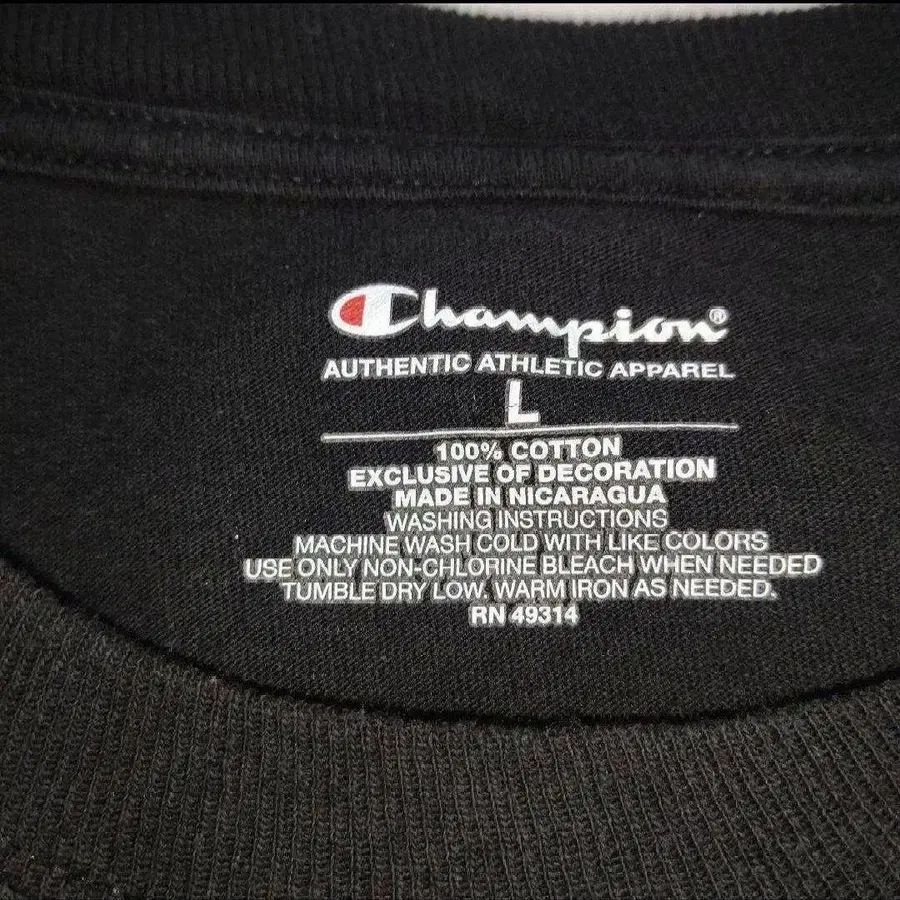 Champion®
AUTHENTIC ATHLETIC APPAREL
L
100% COTTON
EXCLUSIVE OF DECORATION
MADE IN NICARAGUA
WASHING INSTRUCTIONS
MACHINE WASH COLD WITH LIKE COLORS
USE ONLY NON-CHLORINE BLEACH WHEN NEEDED
TUMBLE DRY LOW. WARM IRON AS NEEDED.
RN 49314